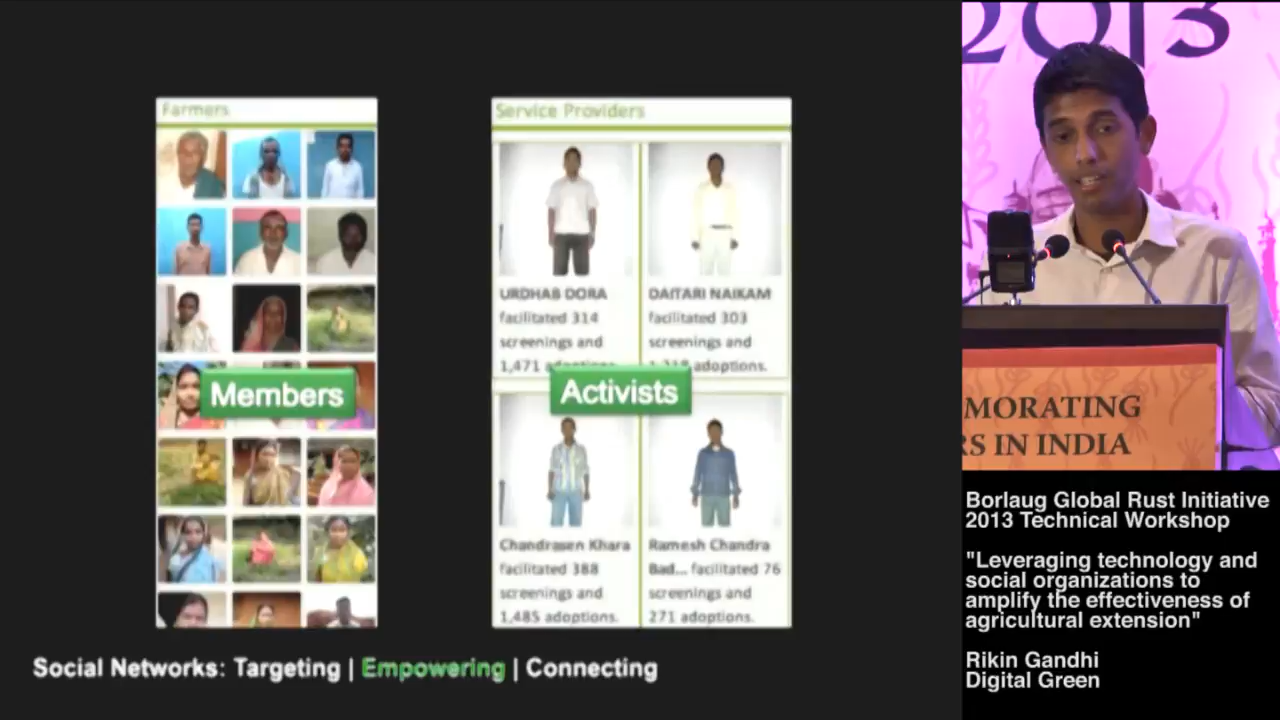 Farmers
Members
Service Providers
URDHAB DORA
facilitated 314
screenings and
1,471 adoptions.
DAITARI NAIKAM
facilitated 303
screenings and
adoptions.
Activists
Chandrasen Khara
facilitated 388
screenings and
1,485 adoptions.
Ramesh Chandra
Bad... facilitated 76
screenings and
271 adoptions.
Social Networks: Targeting | Empowering | Connecting
2013
MORATING
RS IN INDIA
Borlaug Global Rust Initiative
2013 Technical Workshop
"Leveraging technology and
social organizations to
amplify the effectiveness of
agricultural extension"
Rikin Gandhi
Digital Green